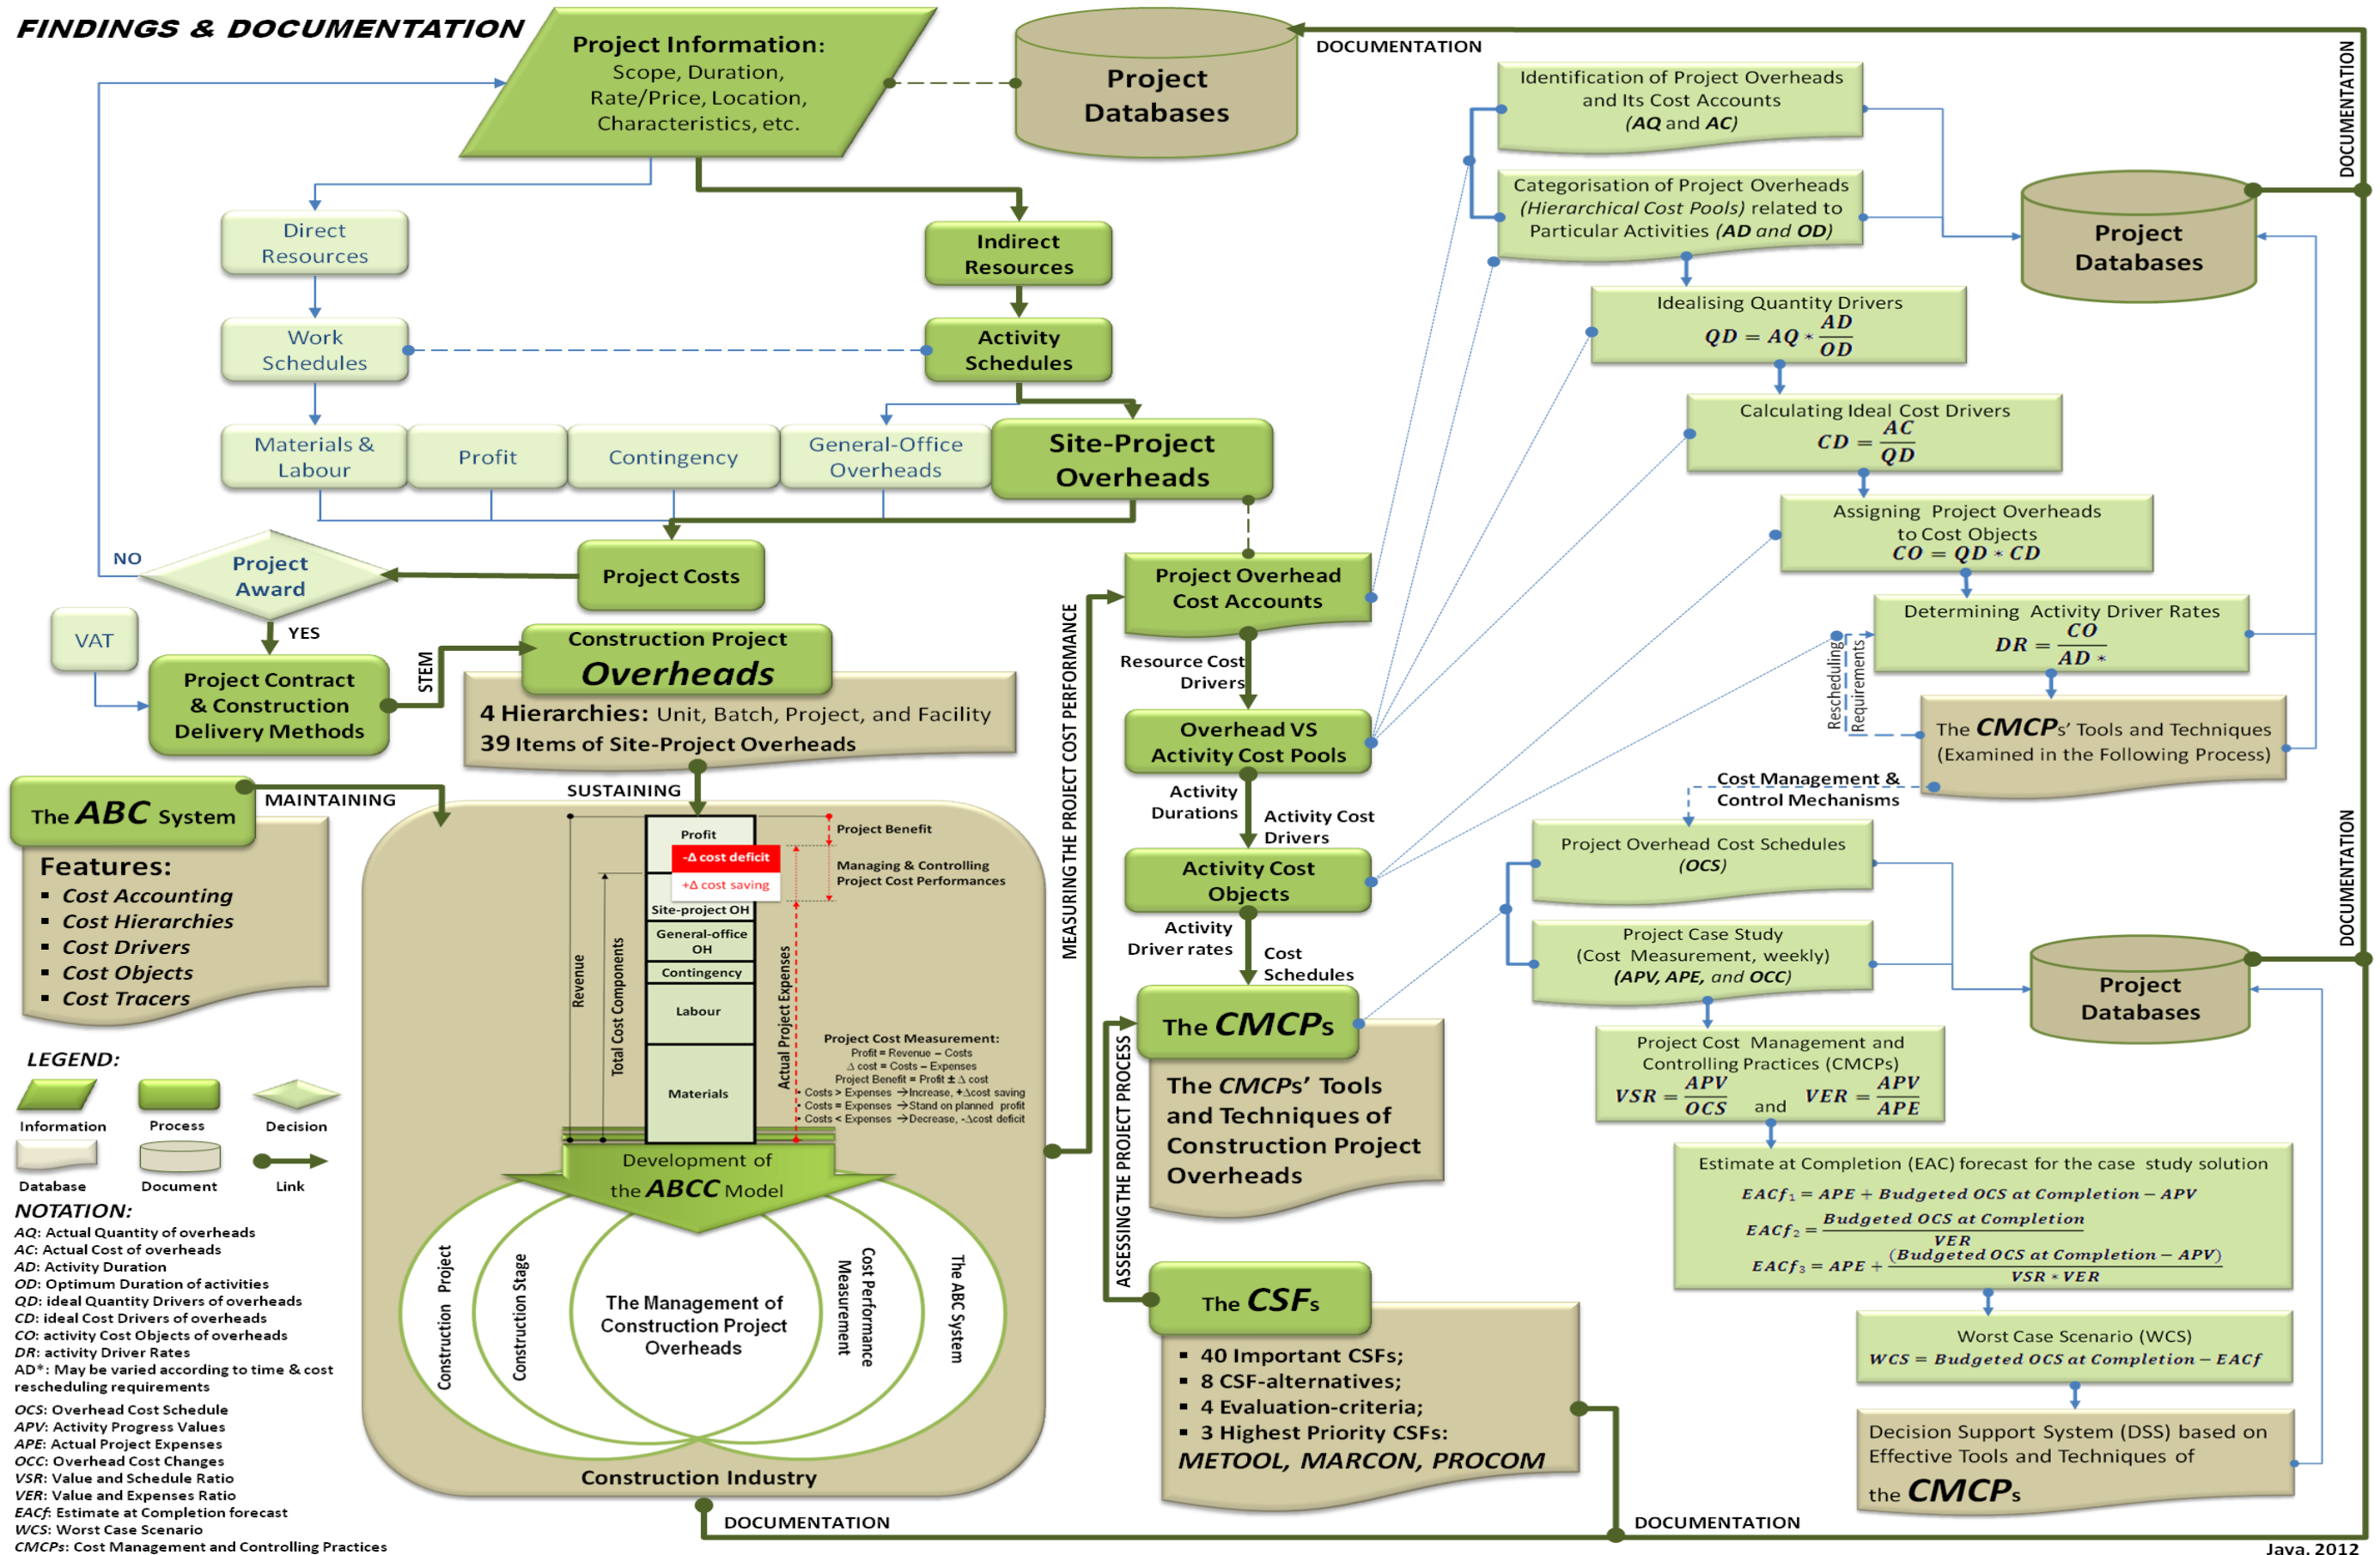 FINDINGS & DOCUMENTATION
Project Information:
Scope, Duration,
Rate/Price, Location,
Characteristics, etc.
Project
Databases
DOCUMENTATION
DOCUMENTATION
Identification of Project Overheads
and Its Cost Accounts
(AQ and AC)
Categorisation of Project Overheads
(Hierarchical Cost Pools) related to
Particular Activities (AD and OD)
Project
Databases
Idealising Quantity Drivers
QD = AQ * AD / OD
Calculating Ideal Cost Drivers
CD = AC / QD
Assigning Project Overheads
to Cost Objects
CO = QD * CD
Determining Activity Driver Rates
DR = CO / AD *
Rescheduling
Requirements
The CMCPs' Tools and Techniques
(Examined in the Following Process)
Cost Management &
Control Mechanisms
Direct
Resources
Indirect
Resources
Work
Schedules
Activity
Schedules
Materials &
Labour
Profit
Contingency
General-Office
Overheads
Site-Project
Overheads
NO
Project
Award
Project Costs
YES
VAT
Project Contract
& Construction
Delivery Methods
STEM
Construction Project
Overheads
4 Hierarchies: Unit, Batch, Project, and Facility
39 Items of Site-Project Overheads
SUSTAINING
The ABC System
MAINTAINING
Features:
▪ Cost Accounting
▪ Cost Hierarchies
▪ Cost Drivers
▪ Cost Objects
▪ Cost Tracers
Profit
-Δ cost deficit
+Δ cost saving
Site-project OH
General-office
OH
Contingency
Labour
Materials
Revenue
Total Cost Components
Actual Project Expenses
Project Benefit
Managing & Controlling
Project Cost Performances
Project Cost Measurement:
Profit = Revenue – Costs
Δ cost = Costs – Expenses
Project Benefit = Profit ± Δ cost
• Costs > Expenses →Increase, +Δcost saving
• Costs = Expenses →Stand on planned profit
• Costs < Expenses →Decrease, -Δcost deficit
Development of
the ABCC Model
Construction Project
Construction Stage
The Management of
Construction Project
Overheads
Cost Performance
Measurement
The ABC System
Construction Industry
DOCUMENTATION
MEASURING THE PROJECT COST PERFORMANCE
Project Overhead
Cost Accounts
Resource Cost
Drivers
Overhead VS
Activity Cost Pools
Activity
Durations
Activity Cost
Drivers
Activity Cost
Objects
Activity
Driver rates
Cost
Schedules
The CMCPs
The CMCPs' Tools
and Techniques of
Construction Project
Overheads
ASSESSING THE PROJECT PROCESS
The CSFs
▪ 40 Important CSFs;
▪ 8 CSF-alternatives;
▪ 4 Evaluation-criteria;
▪ 3 Highest Priority CSFs:
METOOL, MARCON, PROCOM
DOCUMENTATION
Project Overhead Cost Schedules
(OCS)
Project Case Study
(Cost Measurement, weekly)
(APV, APE, and OCC)
Project
Databases
DOCUMENTATION
Project Cost Management and
Controlling Practices (CMCPs)
VSR = APV / OCS and VER = APV / APE
Estimate at Completion (EAC) forecast for the case study solution
EACf1 = APE + Budgeted OCS at Completion – APV
EACf2 = Budgeted OCS at Completion / VER
EACf3 = APE + (Budgeted OCS at Completion – APV) / VSR * VER
Worst Case Scenario (WCS)
WCS = Budgeted OCS at Completion – EACf
Decision Support System (DSS) based on
Effective Tools and Techniques of
the CMCPs
LEGEND:
Information
Process
Decision
Database
Document
Link
NOTATION:
AQ: Actual Quantity of overheads
AC: Actual Cost of overheads
AD: Activity Duration
OD: Optimum Duration of activities
QD: ideal Quantity Drivers of overheads
CD: ideal Cost Drivers of overheads
CO: activity Cost Objects of overheads
DR: activity Driver Rates
AD*: May be varied according to time & cost
rescheduling requirements
OCS: Overhead Cost Schedule
APV: Activity Progress Values
APE: Actual Project Expenses
OCC: Overhead Cost Changes
VSR: Value and Schedule Ratio
VER: Value and Expenses Ratio
EACf: Estimate at Completion forecast
WCS: Worst Case Scenario
CMCPs: Cost Management and Controlling Practices
Java, 2012